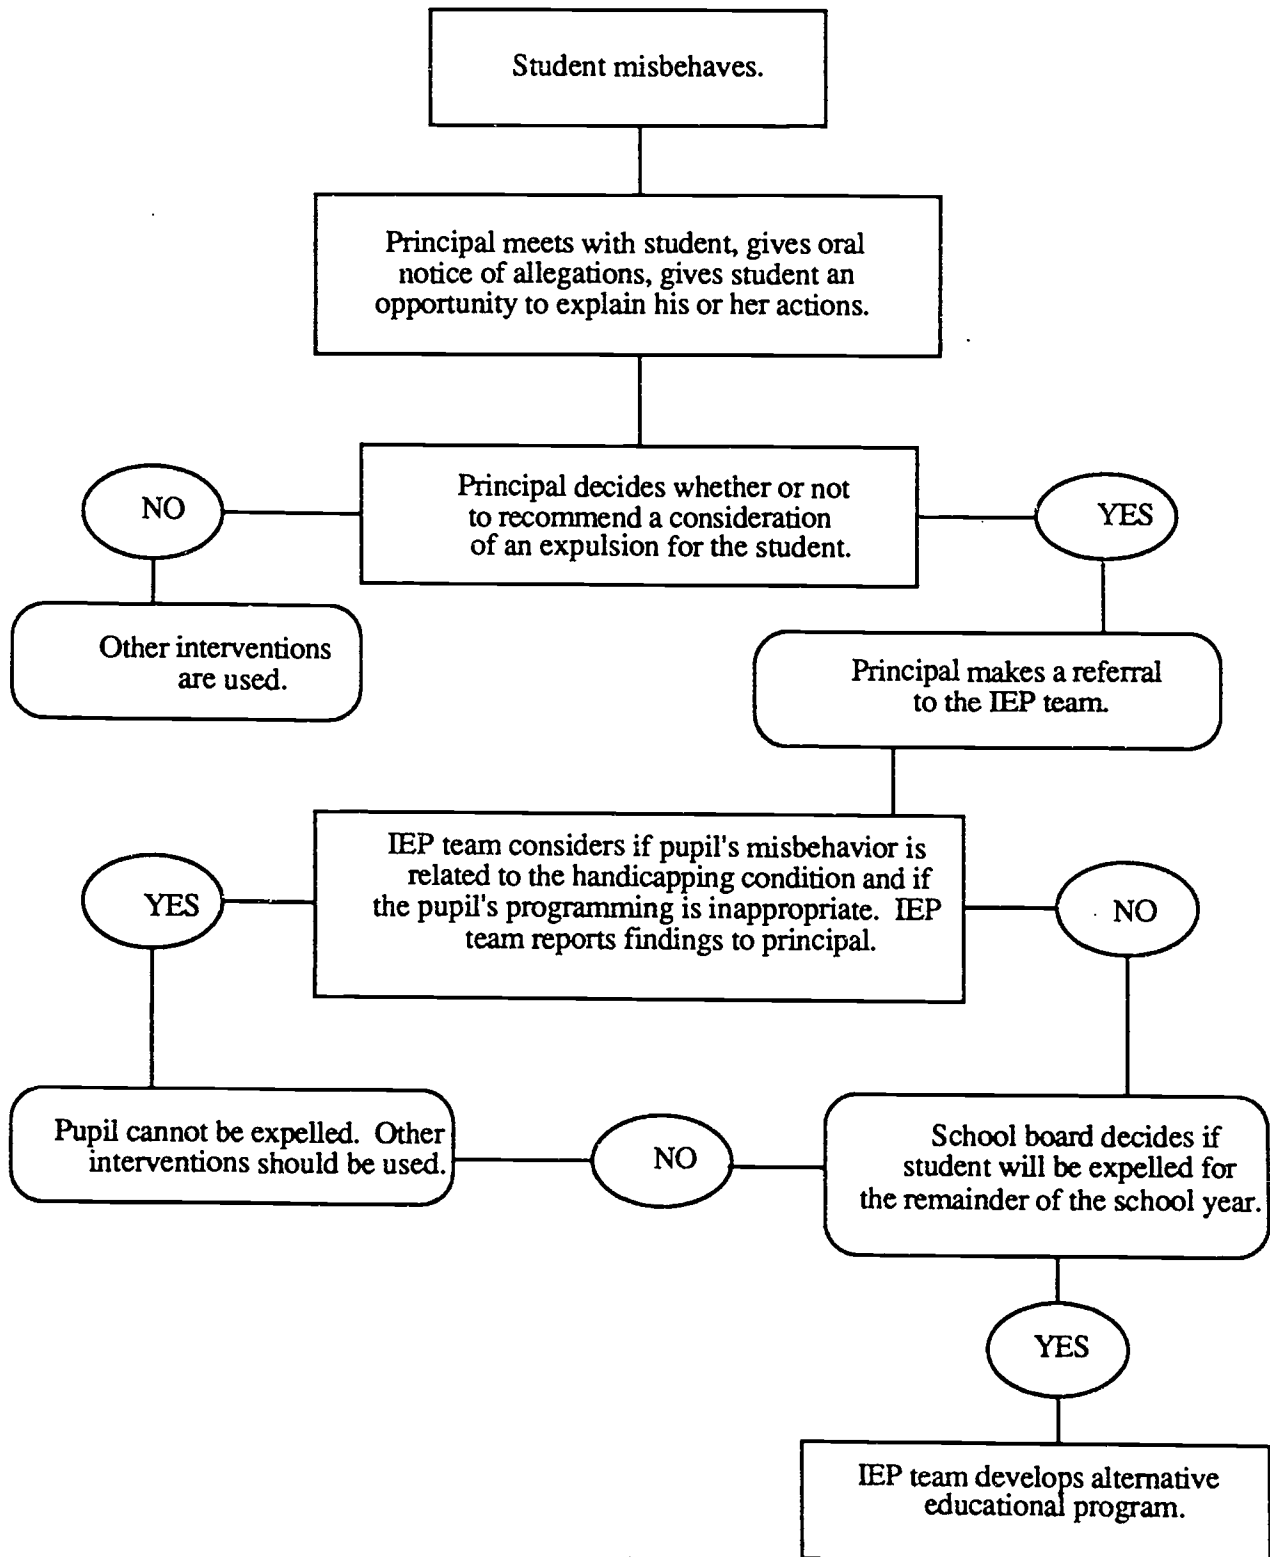 Student misbehaves.
Principal meets with student, gives oral
notice of allegations, gives student an
opportunity to explain his or her actions.
Principal decides whether or not
to recommend a consideration
of an expulsion for the student.
NO
YES
Other interventions
are used.
Principal makes a referral
to the IEP team.
IEP team considers if pupil's misbehavior is
related to the handicapping condition and if
the pupil's programming is inappropriate. IEP
team reports findings to principal.
YES
NO
Pupil cannot be expelled. Other
interventions should be used.
NO
School board decides if
student will be expelled for
the remainder of the school year.
YES
IEP team develops alternative
educational program.